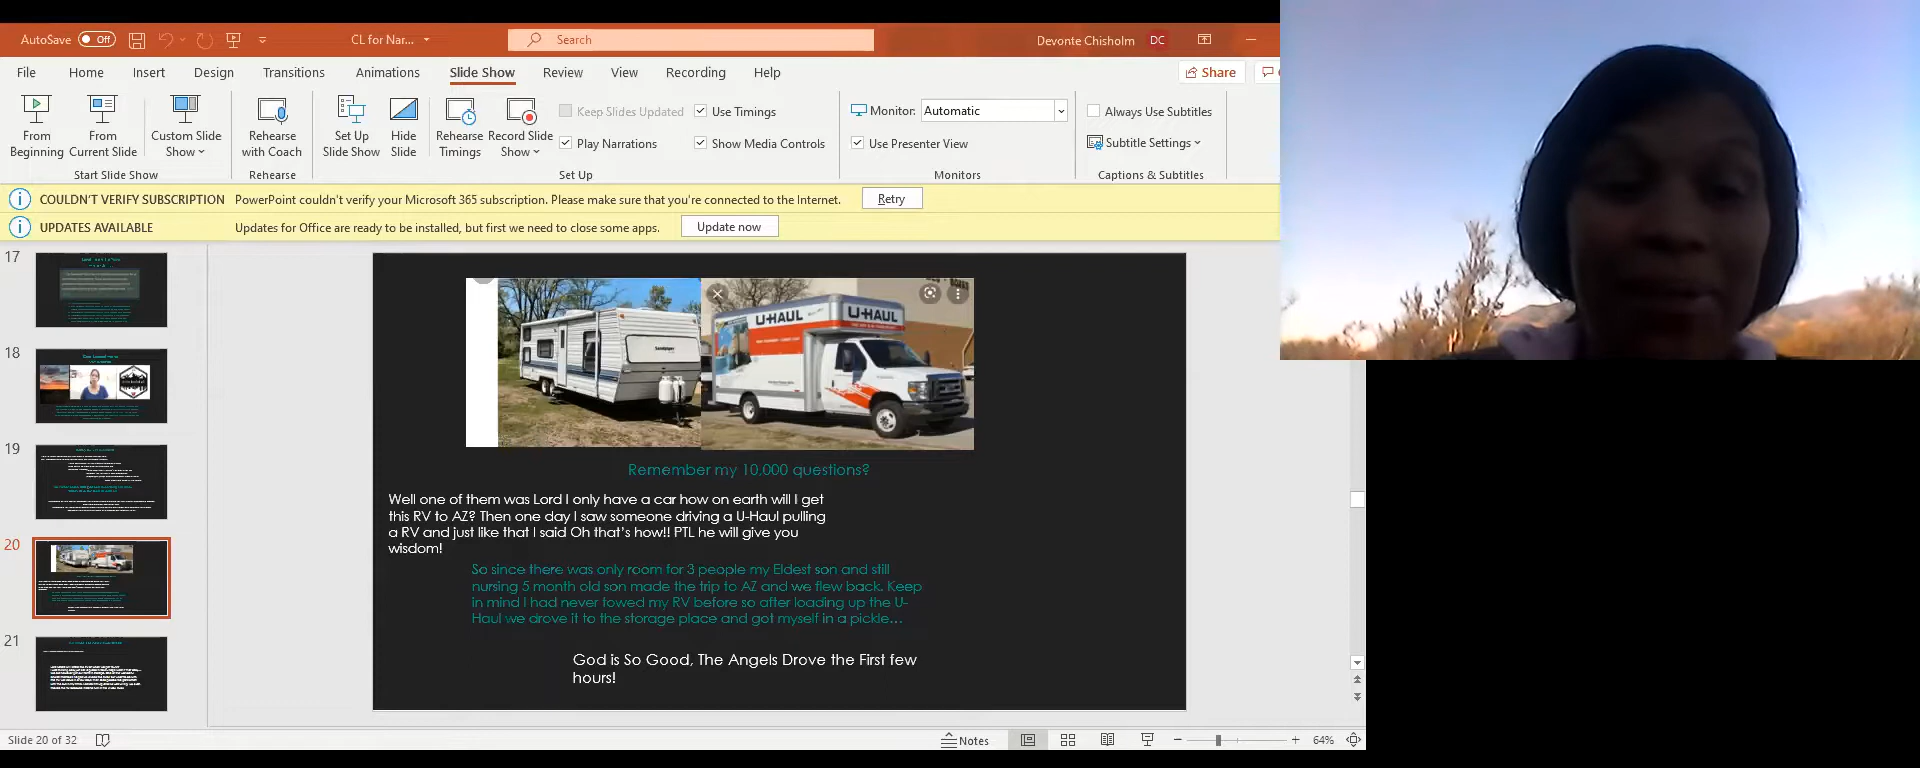 AutoSave Off CL for Nar... Search Devonte Chisholm DC
File Home Insert Design Transitions Animations Slide Show Review View Recording Help Share
From Beginning
From Current Slide
Custom Slide Show
Rehearse with Coach
Set Up Slide Show
Hide Slide
Rehearse Timings
Record Slide Show
Keep Slides Updated
Play Narrations
Use Timings
Show Media Controls
Monitor: Automatic
Use Presenter View
Always Use Subtitles
Subtitle Settings
Start Slide Show Rehearse Set Up Monitors Captions & Subtitles
COULDN'T VERIFY SUBSCRIPTION PowerPoint couldn't verify your Microsoft 365 subscription. Please make sure that you're connected to the Internet. Retry
UPDATES AVAILABLE Updates for Office are ready to be installed, but first we need to close some apps. Update now
17
18
19
20
21
U-HAUL U-HAUL
Sandpiper
Remember my 10,000 questions?
Well one of them was Lord I only have a car how on earth will I get
this RV to AZ? Then one day I saw someone driving a U-Haul pulling
a RV and just like that I said Oh that's how!! PTL he will give you
wisdom!
So since there was only room for 3 people my Eldest son and still
nursing 5 month old son made the trip to AZ and we flew back. Keep
in mind I had never towed my RV before so after loading up the U-
Haul we drove it to the storage place and got myself in a pickle...
God is So Good, The Angels Drove the First few
hours!
Slide 20 of 32 Notes 64%